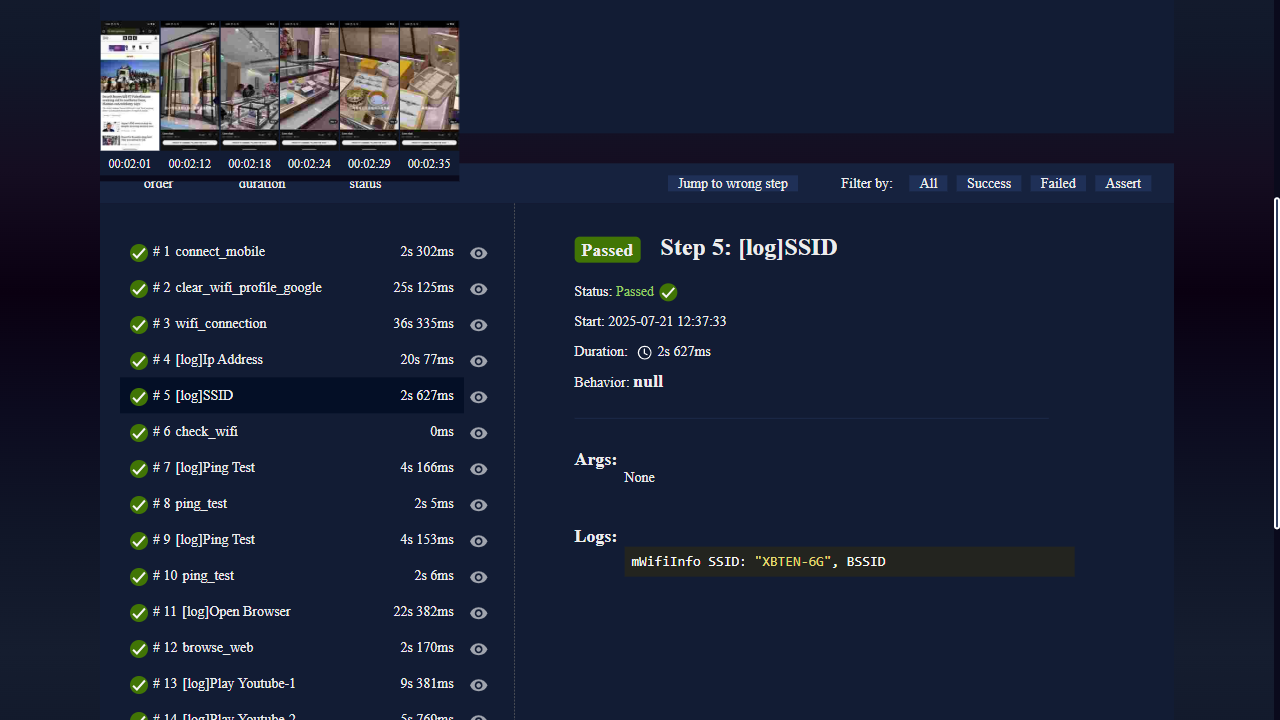 00:02:01 00:02:12 00:02:18 00:02:24 00:02:29 00:02:35
order duration status Jump to wrong step Filter by: All Success Failed Assert
# 1 connect_mobile 2s 302ms
# 2 clear_wifi_profile_google 25s 125ms
# 3 wifi_connection 36s 335ms
# 4 [log]Ip Address 20s 77ms
# 5 [log]SSID 2s 627ms
# 6 check_wifi 0ms
# 7 [log]Ping Test 4s 166ms
# 8 ping_test 2s 5ms
# 9 [log]Ping Test 4s 153ms
# 10 ping_test 2s 6ms
# 11 [log]Open Browser 22s 382ms
# 12 browse_web 2s 170ms
# 13 [log]Play Youtube-1 9s 381ms
# 14 [log]Play Youtube-2 5s 769ms
Passed Step 5: [log]SSID
Status: Passed
Start: 2025-07-21 12:37:33
Duration: 2s 627ms
Behavior: null
Args:
None
Logs:
mWifiInfo SSID: "XBTEN-6G", BSSID